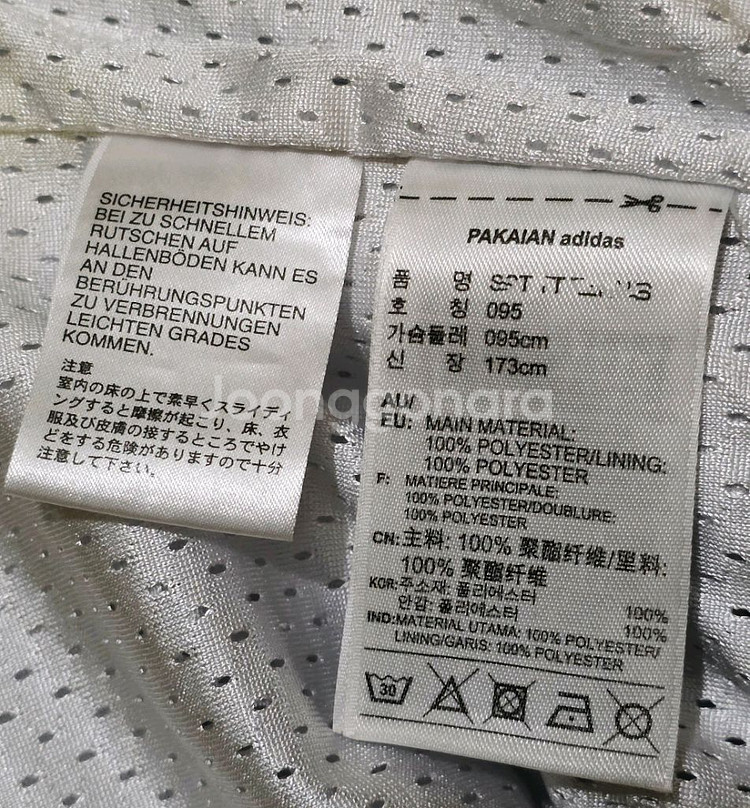 SICHERHEITSHINWEIS:
BEI ZU SCHNELLEM
RUTSCHEN AUF
HALLENBÖDEN KANN ES
AN DEN
BERÜHRUNGSPUNKTEN
ZU VERBRENNUNGEN
LEICHTEN GRADES
KOMMEN.
注意
室内の床の上で素早くスライディ
ングすると摩擦が起こり、床、衣
服及び皮膚の接するところでやけ
どをする危険がありますので十分
注意して下さい。
PAKAIAN adidas
품 명
호 칭 095
가슴둘레 095cm
신 장 173cm
AU/
EU: MAIN MATERIAL:
100% POLYESTER/LINING:
100% POLYESTER
F: MATIERE PRINCIPALE:
100% POLYESTER/DOUBLURE:
100% POLYESTER
CN: 主料: 100% 聚酯纤维/里料:
100% 聚酯纤维
KOR: 주소재: 폴리에스터 100%
안감: 폴리에스터 100%
IND: MATERIAL UTAMA: 100% POLYESTER/
LINING/GARIS: 100% POLYESTER
30
Joonggonara